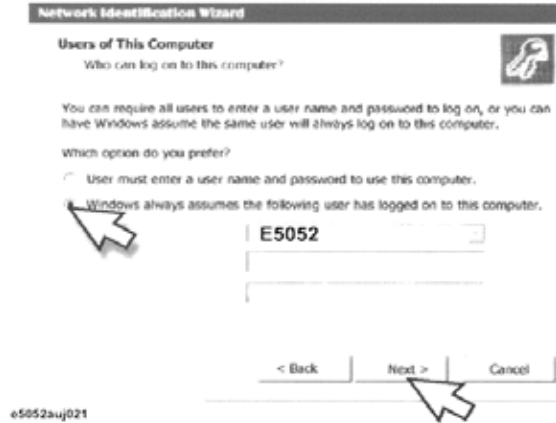 Network Identification Wizard
Users of This Computer
Who can log on to this computer?
You can require all users to enter a user name and password to log on, or you can
have Windows assume the same user will always log on to this computer.
Which option do you prefer?
User must enter a user name and password to use this computer.
Windows always assumes the following user has logged on to this computer.
E5052
< Back
Next >
Cancel
e5052auj021